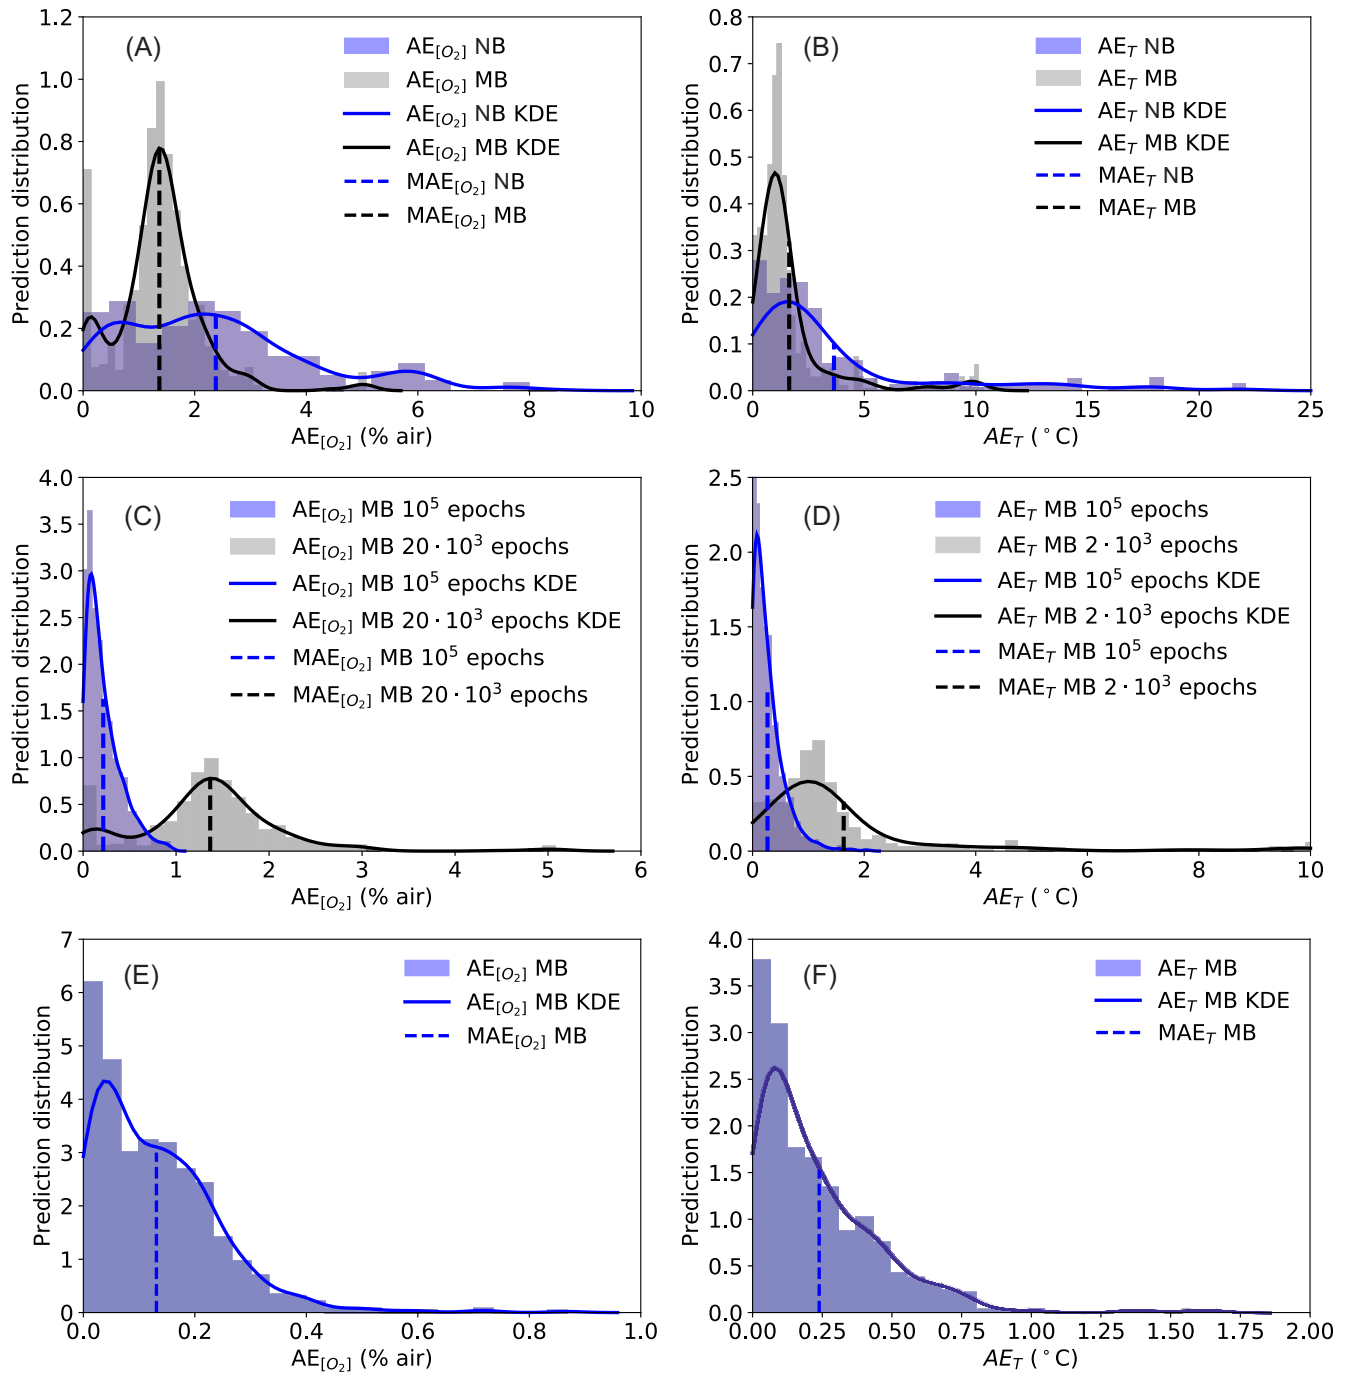 (A)
AE[O2] NB
AE[O2] MB
AE[O2] NB KDE
AE[O2] MB KDE
MAE[O2] NB
MAE[O2] MB
Prediction distribution
1.2
1.0
0.8
0.6
0.4
0.2
0.0
0 2 4 6 8 10
AE[O2] (% air)
(B)
AET NB
AET MB
AET NB KDE
AET MB KDE
MAET NB
MAET MB
Prediction distribution
0.8
0.7
0.6
0.5
0.4
0.3
0.2
0.1
0.0
0 5 10 15 20 25
AET (°C)
(C)
AE[O2] MB 10^5 epochs
AE[O2] MB 20·10^3 epochs
AE[O2] MB 10^5 epochs KDE
AE[O2] MB 20·10^3 epochs KDE
MAE[O2] MB 10^5 epochs
MAE[O2] MB 20·10^3 epochs
Prediction distribution
4.0
3.5
3.0
2.5
2.0
1.5
1.0
0.5
0.0
0 1 2 3 4 5 6
AE[O2] (% air)
(D)
AET MB 10^5 epochs
AET MB 2·10^3 epochs
AET MB 10^5 epochs KDE
AET MB 2·10^3 epochs KDE
MAET MB 10^5 epochs
MAET MB 2·10^3 epochs
Prediction distribution
2.5
2.0
1.5
1.0
0.5
0.0
0 2 4 6 8 10
AET (°C)
(E)
AE[O2] MB
AE[O2] MB KDE
MAE[O2] MB
Prediction distribution
7
6
5
4
3
2
1
0
0.0 0.2 0.4 0.6 0.8 1.0
AE[O2] (% air)
(F)
AET MB
AET MB KDE
MAET MB
Prediction distribution
4.0
3.5
3.0
2.5
2.0
1.5
1.0
0.5
0.0
0.00 0.25 0.50 0.75 1.00 1.25 1.50 1.75 2.00
AET (°C)